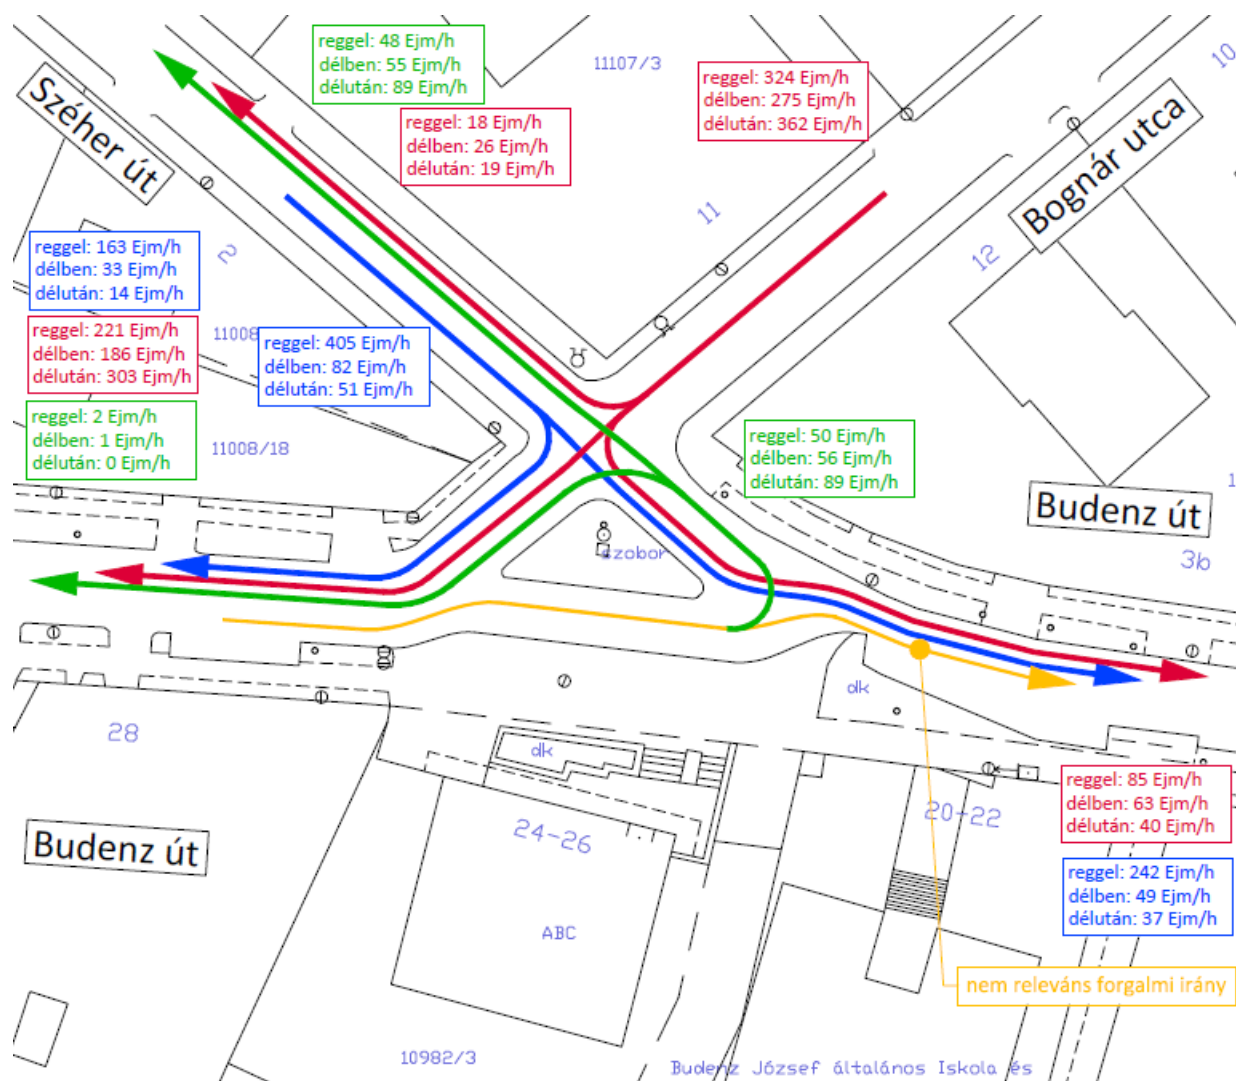 reggel: 48 Ejm/h
délben: 55 Ejm/h
délután: 89 Ejm/h
11107/3
reggel: 324 Ejm/h
délben: 275 Ejm/h
délután: 362 Ejm/h
10
Széher út
reggel: 18 Ejm/h
délben: 26 Ejm/h
délután: 19 Ejm/h
Bognár utca
11
12
2
reggel: 163 Ejm/h
délben: 33 Ejm/h
délután: 14 Ejm/h
reggel: 221 Ejm/h
délben: 186 Ejm/h
délután: 303 Ejm/h
11008
reggel: 405 Ejm/h
délben: 82 Ejm/h
délután: 51 Ejm/h
reggel: 2 Ejm/h
délben: 1 Ejm/h
délután: 0 Ejm/h
11008/18
reggel: 50 Ejm/h
délben: 56 Ejm/h
délután: 89 Ejm/h
1
Budenz út
szobor
3b
dk
28
dk
reggel: 85 Ejm/h
délben: 63 Ejm/h
délután: 40 Ejm/h
20-22
24-26
Budenz út
reggel: 242 Ejm/h
délben: 49 Ejm/h
délután: 37 Ejm/h
ABC
nem releváns forgalmi irány
10982/3
Budenz József általános Iskola és